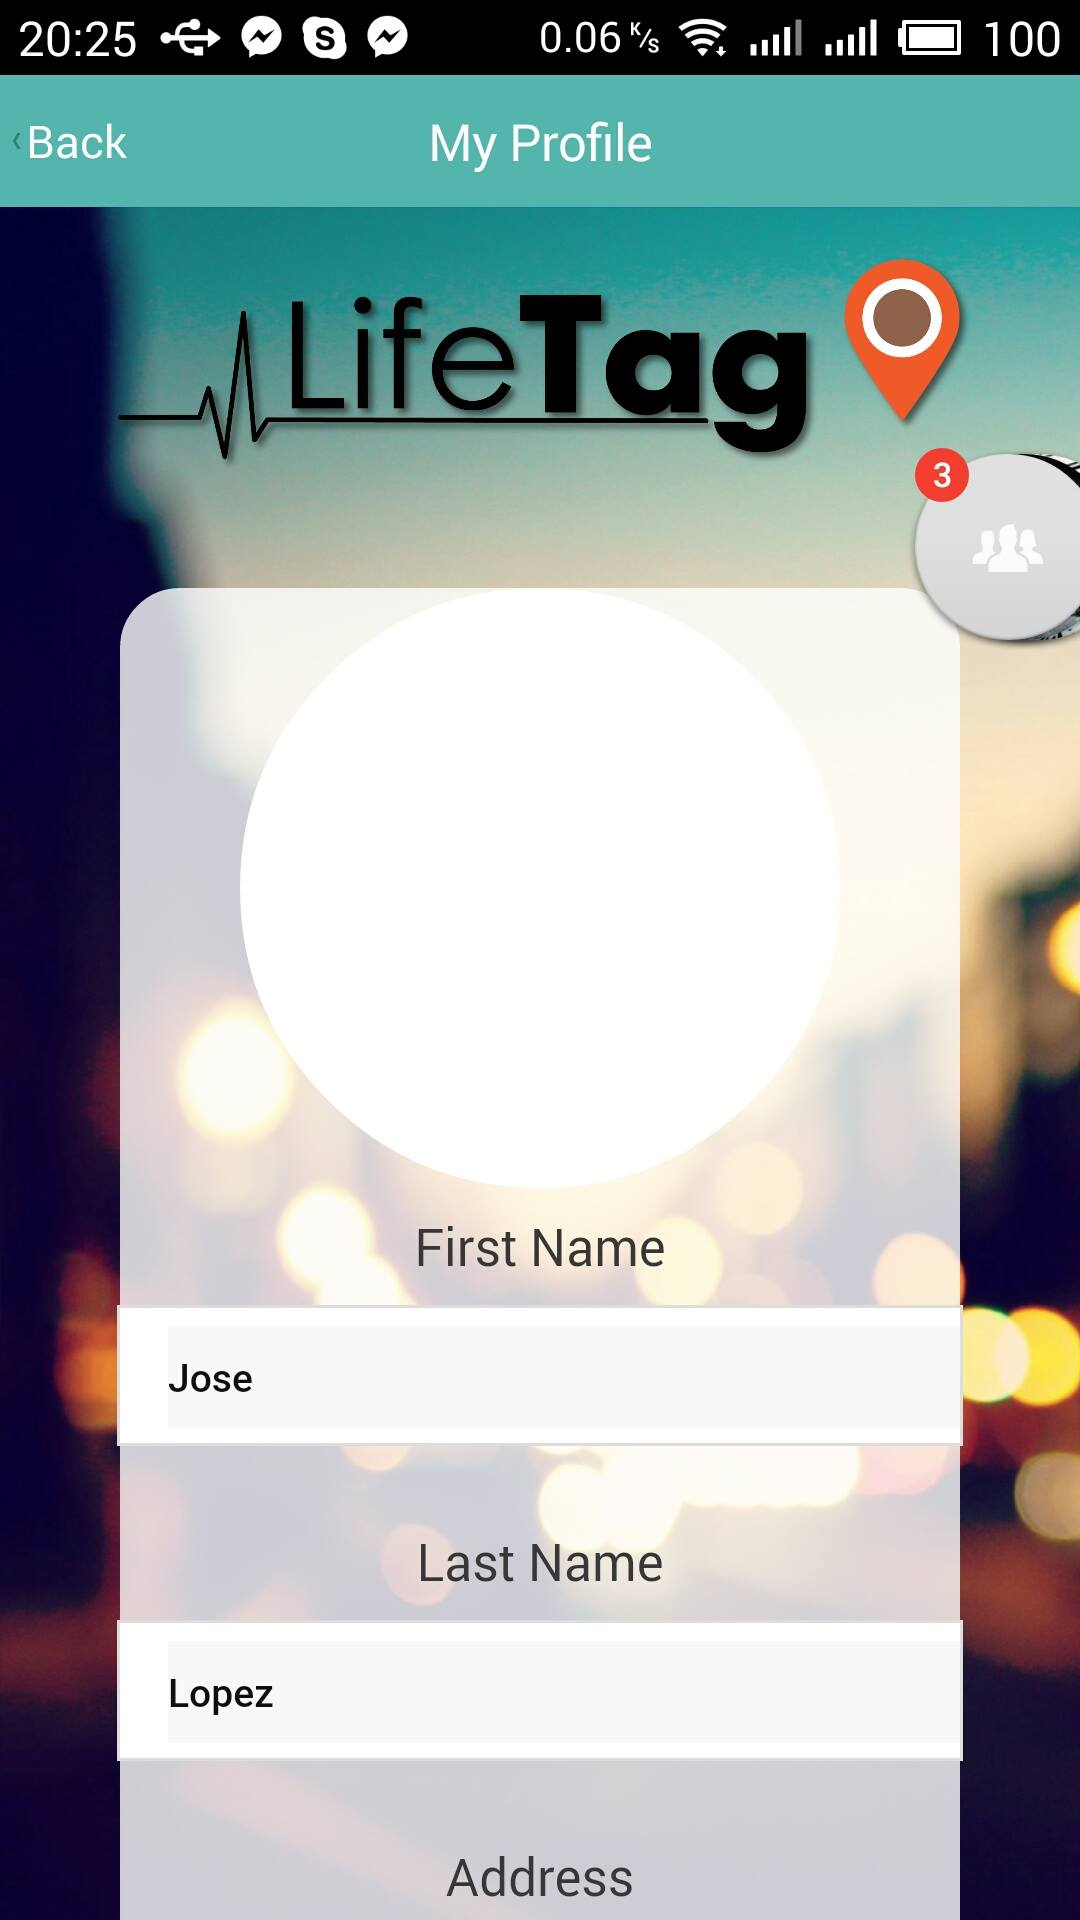 20:25 0.06 K/s 100
Back My Profile
LifeTag
3
First Name
Jose
Last Name
Lopez
Address